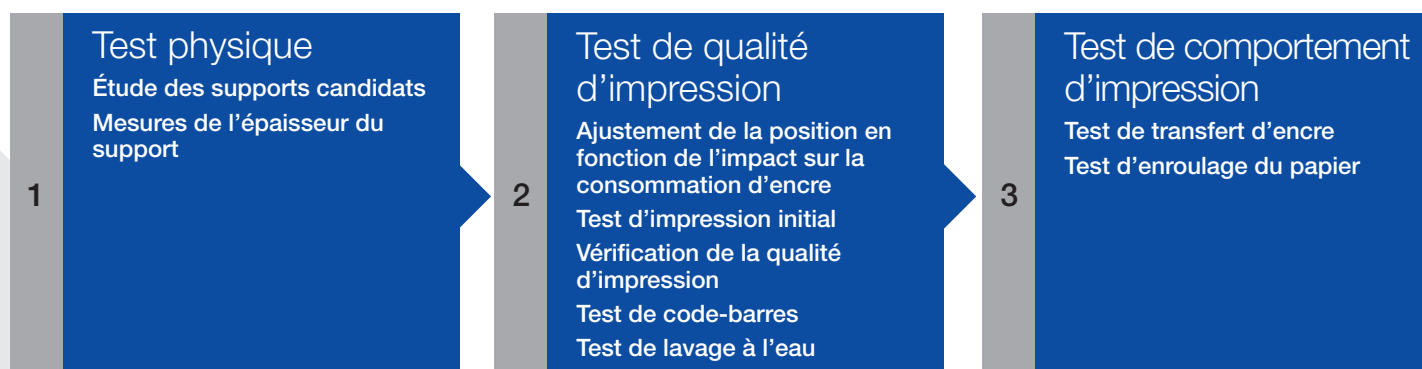 1
Test physique
Étude des supports candidats
Mesures de l’épaisseur du
support
2
Test de qualité
d’impression
Ajustement de la position en
fonction de l’impact sur la
consommation d’encre
Test d’impression initial
Vérification de la qualité
d’impression
Test de code-barres
Test de lavage à l’eau
3
Test de comportement
d’impression
Test de transfert d’encre
Test d’enroulage du papier